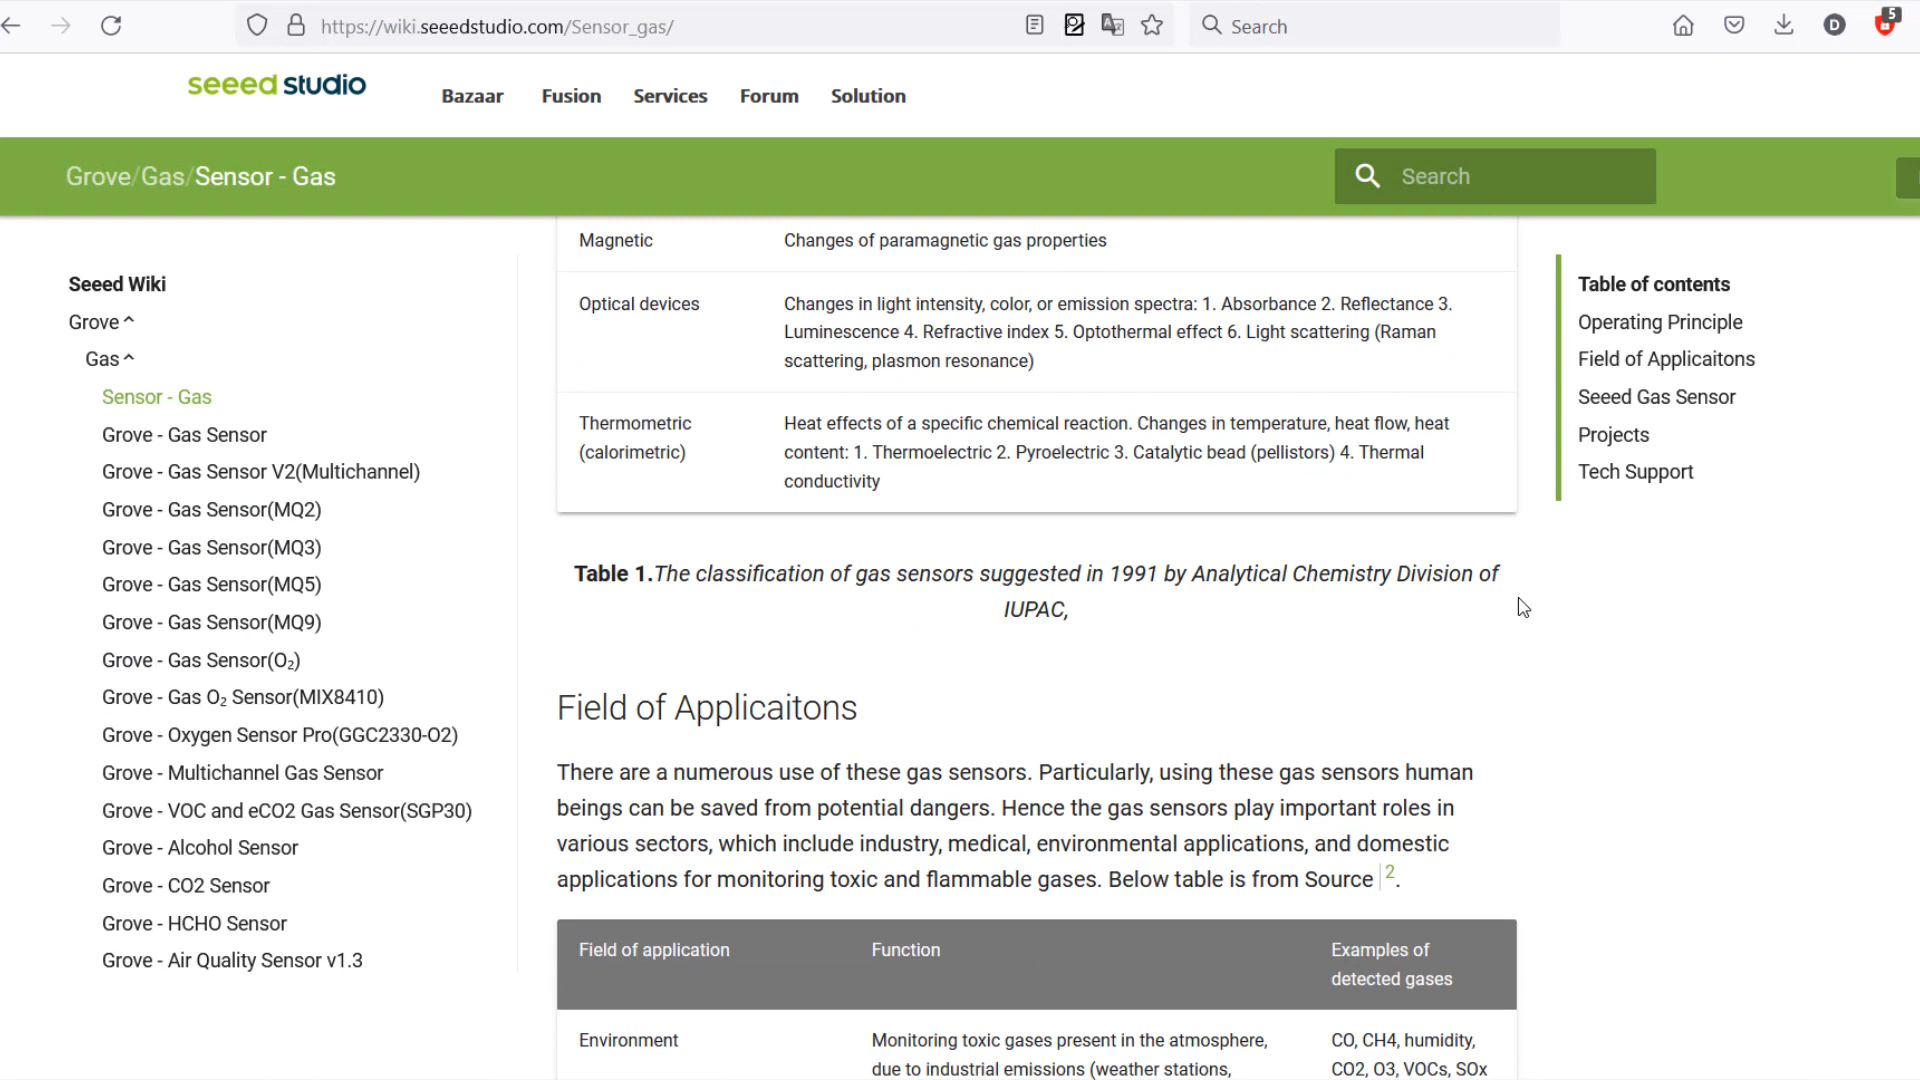 https://wiki.seeedstudio.com/Sensor_gas/
Search
D
5
seeed studio
Bazaar
Fusion
Services
Forum
Solution
Grove/Gas/Sensor - Gas
Search
Seeed Wiki
Grove
Gas
Sensor - Gas
Grove - Gas Sensor
Grove - Gas Sensor V2(Multichannel)
Grove - Gas Sensor(MQ2)
Grove - Gas Sensor(MQ3)
Grove - Gas Sensor(MQ5)
Grove - Gas Sensor(MQ9)
Grove - Gas Sensor(O₂)
Grove - Gas O₂ Sensor(MIX8410)
Grove - Oxygen Sensor Pro(GGC2330-O2)
Grove - Multichannel Gas Sensor
Grove - VOC and eCO2 Gas Sensor(SGP30)
Grove - Alcohol Sensor
Grove - CO2 Sensor
Grove - HCHO Sensor
Grove - Air Quality Sensor v1.3
Magnetic
Changes of paramagnetic gas properties
Optical devices
Changes in light intensity, color, or emission spectra: 1. Absorbance 2. Reflectance 3.
Luminescence 4. Refractive index 5. Optothermal effect 6. Light scattering (Raman
scattering, plasmon resonance)
Thermometric
(calorimetric)
Heat effects of a specific chemical reaction. Changes in temperature, heat flow, heat
content: 1. Thermoelectric 2. Pyroelectric 3. Catalytic bead (pellistors) 4. Thermal
conductivity
Table 1.The classification of gas sensors suggested in 1991 by Analytical Chemistry Division of
IUPAC,
Field of Applicaitons
There are a numerous use of these gas sensors. Particularly, using these gas sensors human
beings can be saved from potential dangers. Hence the gas sensors play important roles in
various sectors, which include industry, medical, environmental applications, and domestic
applications for monitoring toxic and flammable gases. Below table is from Source 2.
Field of application
Function
Examples of
detected gases
Environment
Monitoring toxic gases present in the atmosphere,
due to industrial emissions (weather stations,
CO, CH4, humidity,
CO2, O3, VOCs, SOx
Table of contents
Operating Principle
Field of Applicaitons
Seeed Gas Sensor
Projects
Tech Support